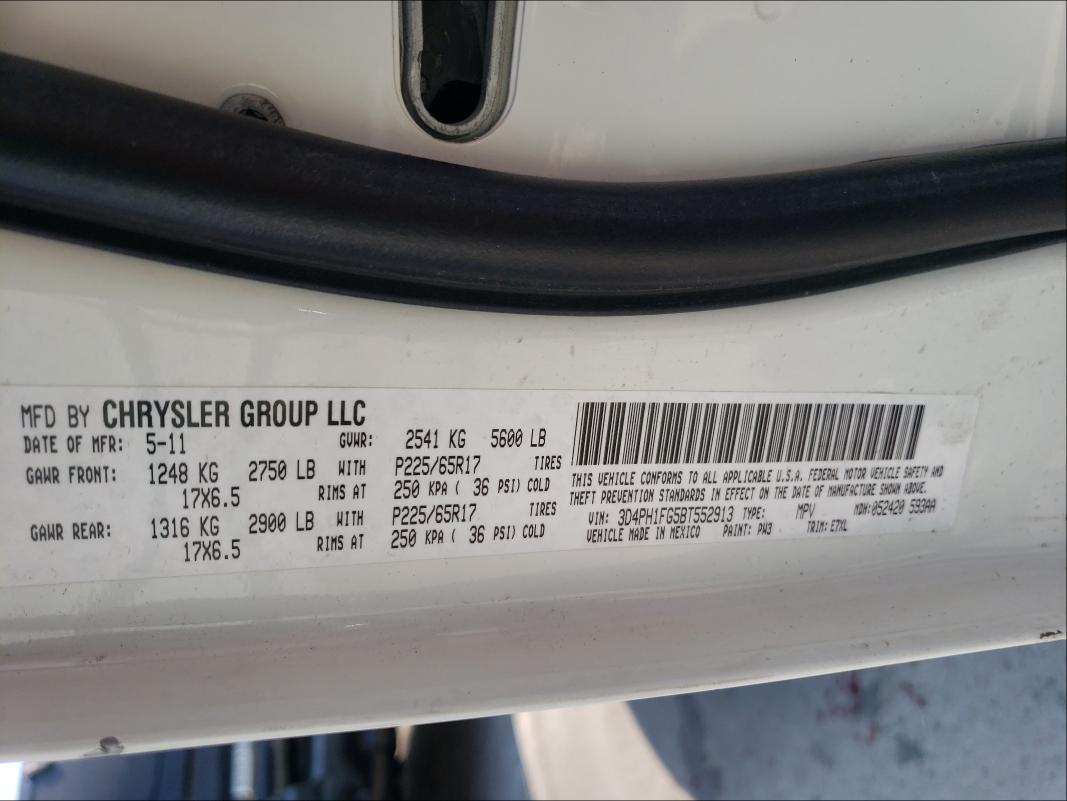 MFD BY CHRYSLER GROUP LLC
DATE OF MFR: 5-11 GVWR: 2541 KG 5600 LB
GAWR FRONT: 1248 KG 2750 LB WITH P225/65R17 TIRES
17X6.5 RIMS AT 250 KPA ( 36 PSI) COLD
GAWR REAR: 1316 KG 2900 LB WITH P225/65R17 TIRES
17X6.5 RIMS AT 250 KPA ( 36 PSI) COLD
THIS VEHICLE CONFORMS TO ALL APPLICABLE U.S.A. FEDERAL MOTOR VEHICLE SAFETY AND
THEFT PREVENTION STANDARDS IN EFFECT ON THE DATE OF MANUFACTURE SHOWN ABOVE.
VIN: 3D4PH1FG5BT552913 TYPE: MPV MDH: 052420 593AA
VEHICLE MADE IN MEXICO PAINT: PW3 TRIM: E7XL